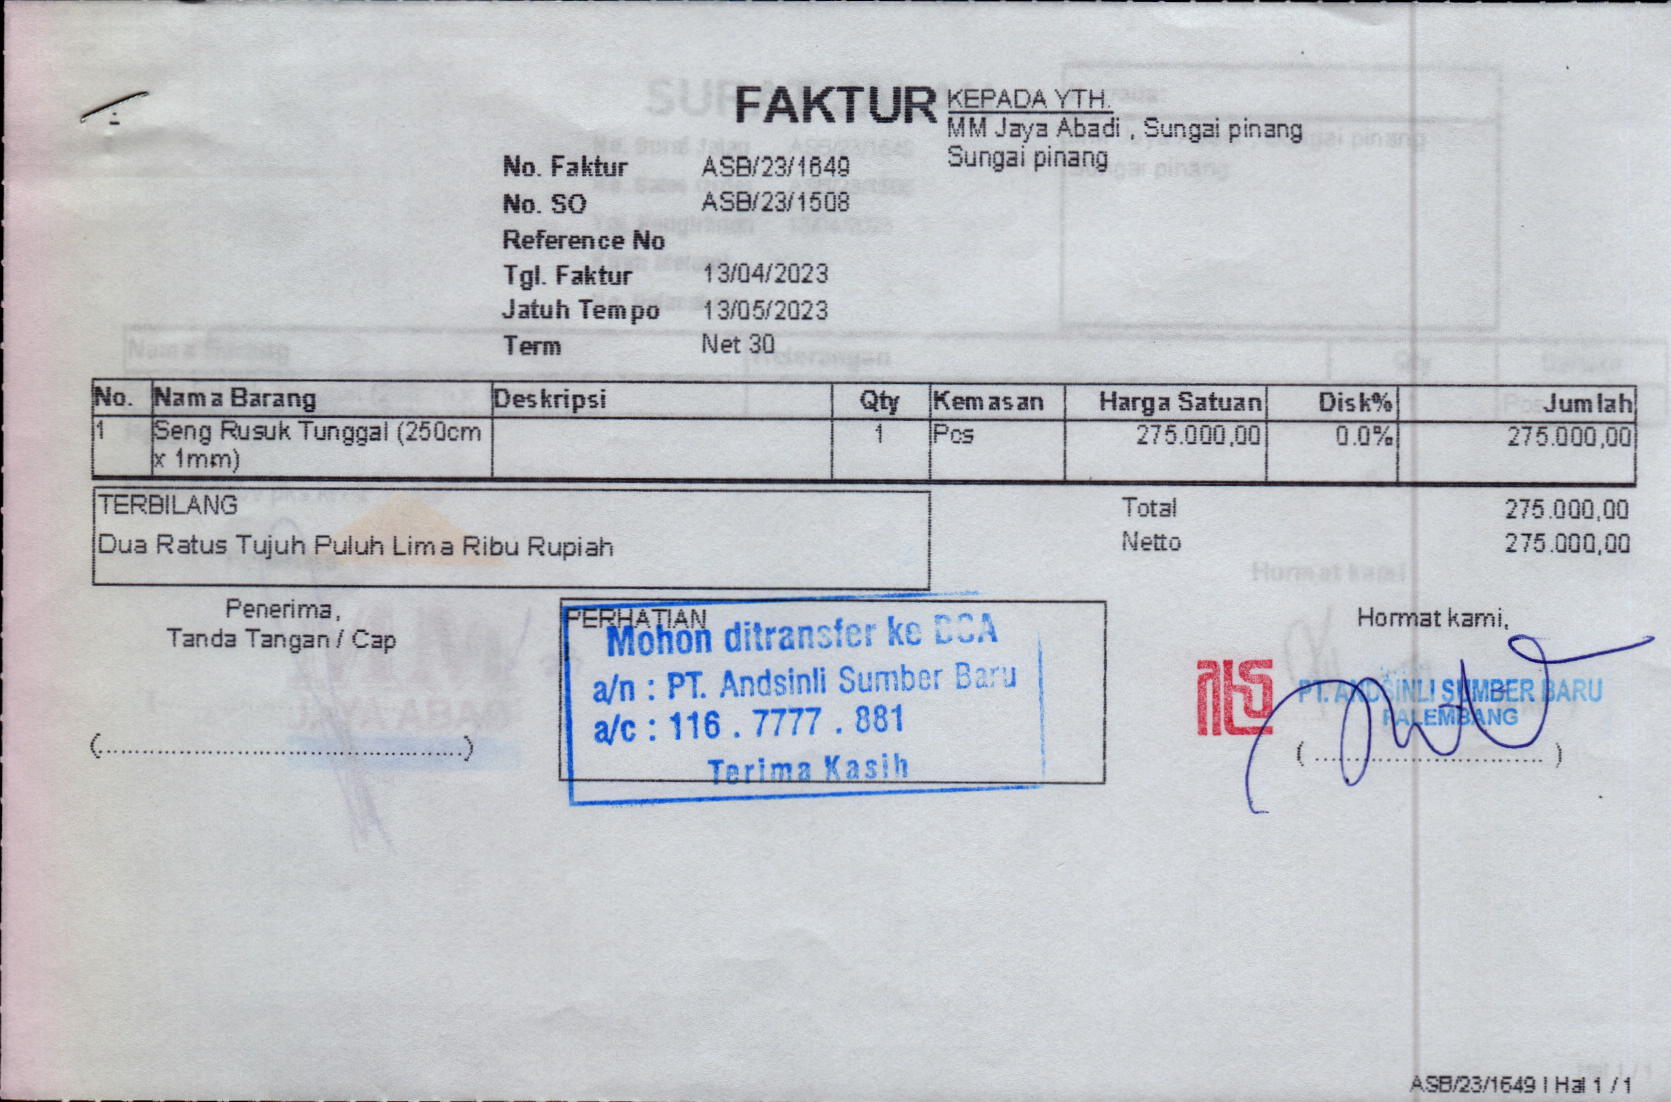 FAKTUR
KEPADA YTH.
MM Jaya Abadi , Sungai pinang
Sungai pinang
No. Faktur ASB/23/1649
No. SO ASB/23/1508
Reference No
Tgl. Faktur 13/04/2023
Jatuh Tempo 13/05/2023
Term Net 30
No. Nama Barang Deskripsi Qty Kemasan Harga Satuan Disk% Jumlah
1 Seng Rusuk Tunggal (250cm 1 Pcs 275.000,00 0.0% 275.000,00
x 1mm)
TERBILANG
Dua Ratus Tujuh Puluh Lima Ribu Rupiah
Total 275.000,00
Netto 275.000,00
Penerima,
Tanda Tangan / Cap
(..................................................)
PERHATIAN
Mohon ditransfer ke BCA
a/n : PT. Andsinli Sumber Baru
a/c : 116 . 7777 . 881
Terima Kasih
Hormat kami,
PT. ANDSINLI SUMBER BARU
PALEMBANG
( ................................ )
ASB/23/1649 | Hal 1 / 1